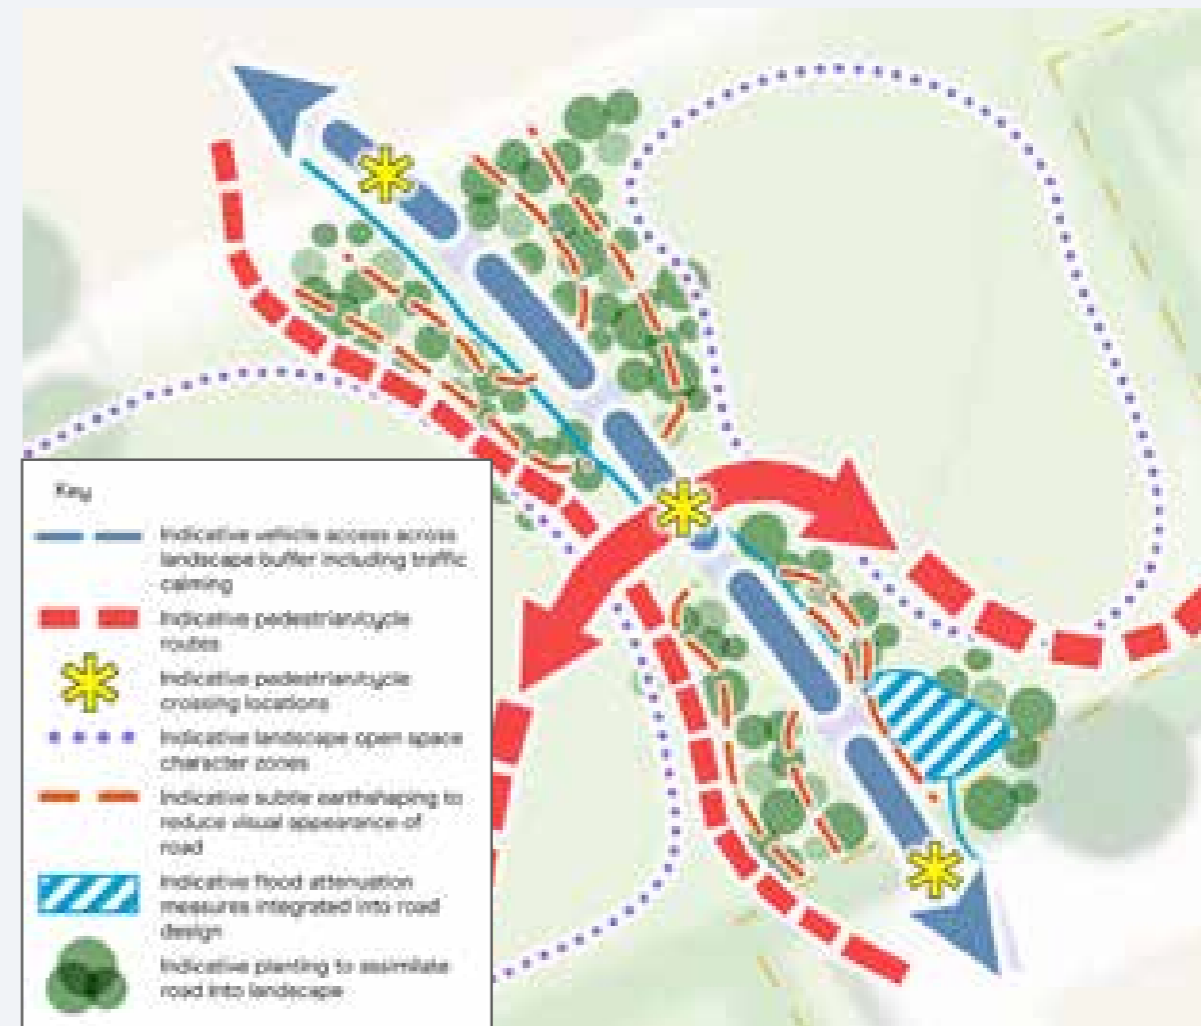 Key
Indicative vehicle access across
landscape buffer including traffic
calming
Indicative pedestrian/cycle
routes
Indicative pedestrian/cycle
crossing locations
Indicative landscape open space
character zones
Indicative subtle earthshaping to
reduce visual appearance of
road
Indicative flood attenuation
measures integrated into road
design
Indicative planting to assimilate
road into landscape